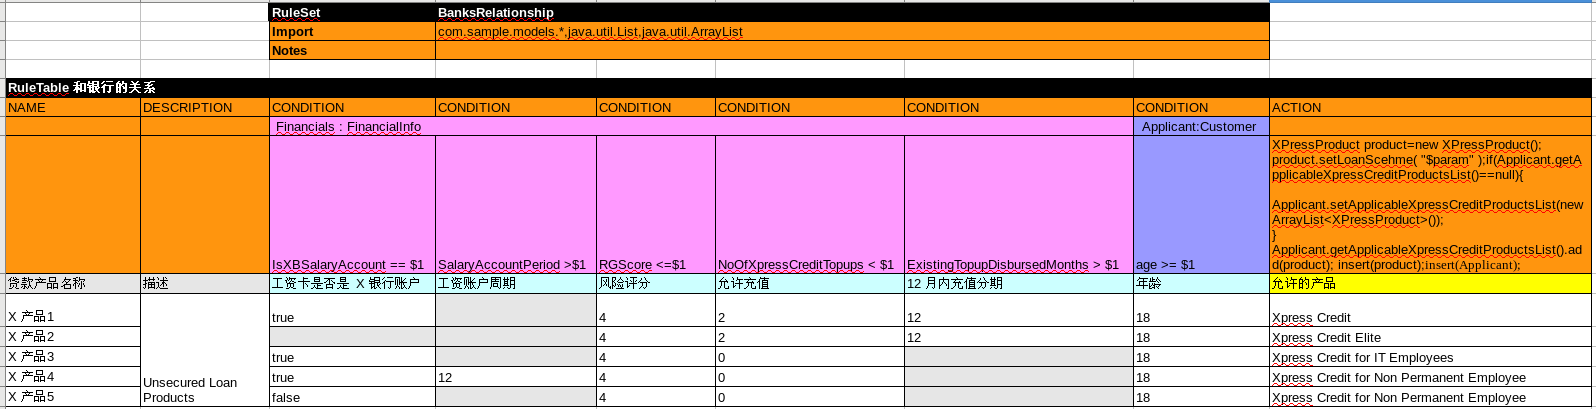 RuleSet BanksRelationship
Import com.sample.models.*,java.util.List,java.util.ArrayList
Notes
RuleTable 和银行的关系
NAME DESCRIPTION CONDITION CONDITION CONDITION CONDITION CONDITION CONDITION ACTION
Financials : FinancialInfo Applicant:Customer
XPressProduct product=new XPressProduct();
product.setLoanScehme( "$param" );if(Applicant.getA
pplicableXpressCreditProductsList()==null){
Applicant.setApplicableXpressCreditProductsList(new
ArrayList<XPressProduct>());
}
Applicant.getApplicableXpressCreditProductsList().ad
IsXBSalaryAccount == $1 SalaryAccountPeriod >$1 RGScore <=$1 NoOfXpressCreditTopups < $1 ExistingTopupDisbursedMonths > $1 age >= $1 d(product); insert(product);insert(Applicant);
贷款产品名称 描述 工资卡是否是 X 银行账户 工资账户周期 风险评分 允许充值 12 月内充值分期 年龄 允许的产品
X 产品1 true 4 2 12 18 Xpress Credit
X 产品2 4 2 12 18 Xpress Credit Elite
X 产品3 true 4 0 18 Xpress Credit for IT Employees
X 产品4 true 12 4 0 18 Xpress Credit for Non Permanent Employee
Unsecured Loan
X 产品5 Products false 4 0 18 Xpress Credit for Non Permanent Employee